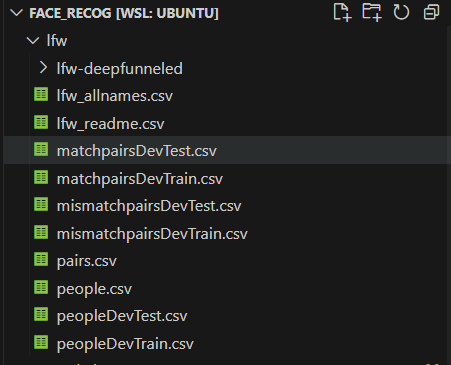 FACE_RECOG [WSL: UBUNTU]
lfw
lfw-deepfunneled
lfw_allnames.csv
lfw_readme.csv
matchpairsDevTest.csv
matchpairsDevTrain.csv
mismatchpairsDevTest.csv
mismatchpairsDevTrain.csv
pairs.csv
people.csv
peopleDevTest.csv
peopleDevTrain.csv